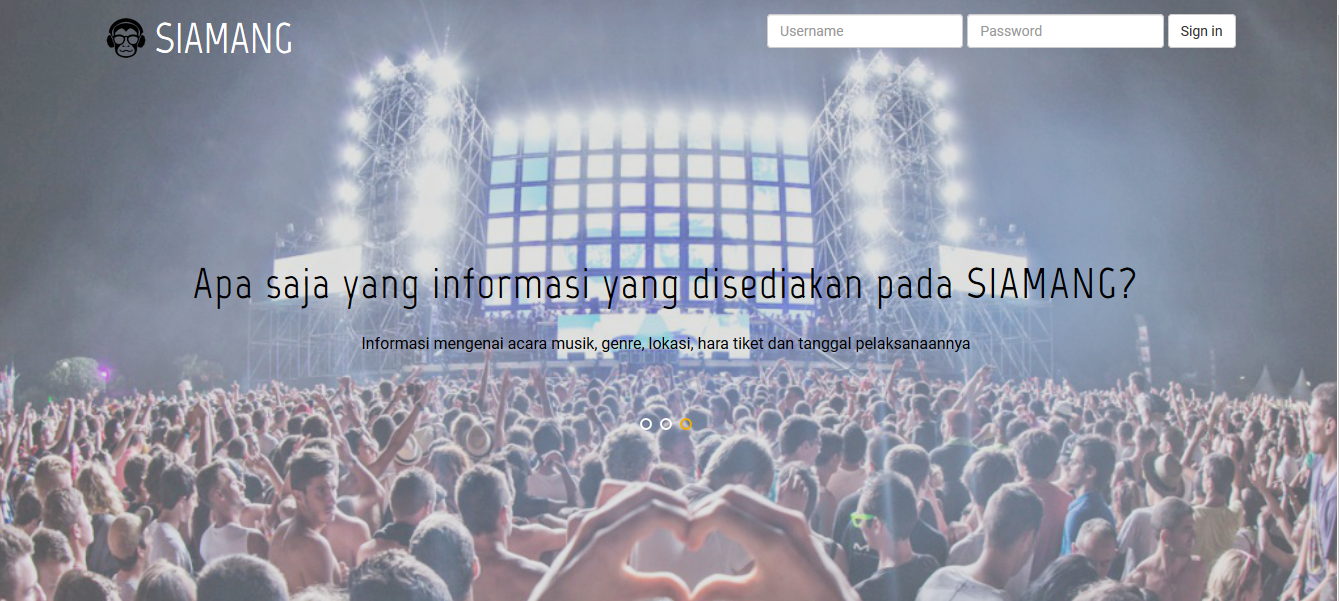 SIAMANG
Username
Password
Sign in
Apa saja yang informasi yang disediakan pada SIAMANG?
Informasi mengenai acara musik, genre, lokasi, hara tiket dan tanggal pelaksanaannya